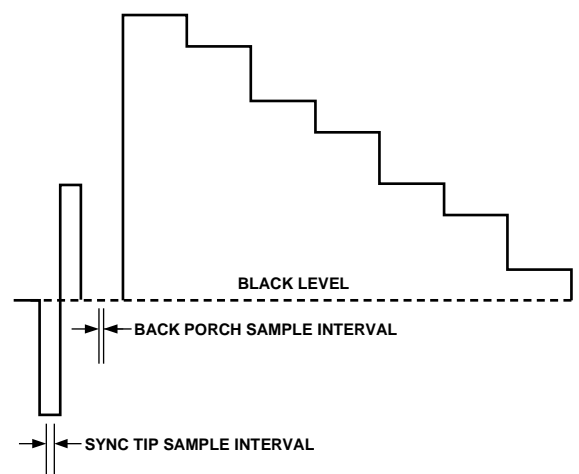 BLACK LEVEL
BACK PORCH SAMPLE INTERVAL
SYNC TIP SAMPLE INTERVAL